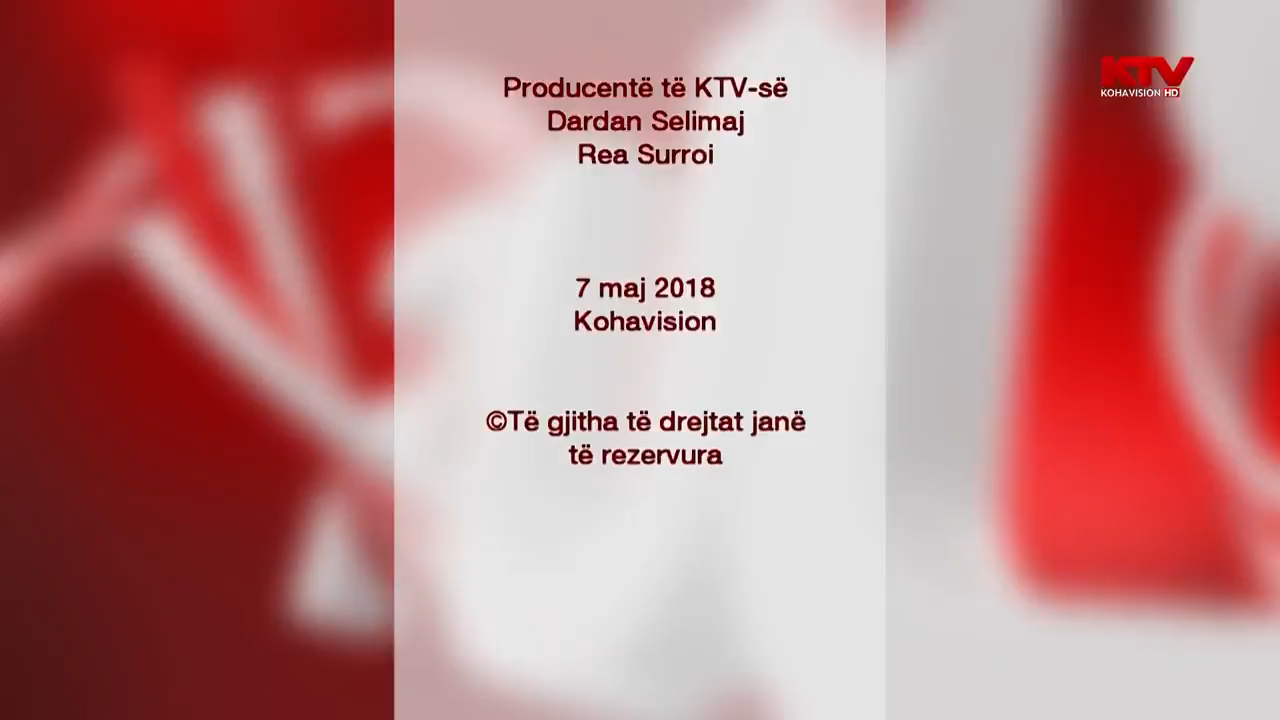 KTV
KOHAVISION HD
Producentë të KTV-së
Dardan Selimaj
Rea Surroi
7 maj 2018
Kohavision
©Të gjitha të drejtat janë
të rezervura